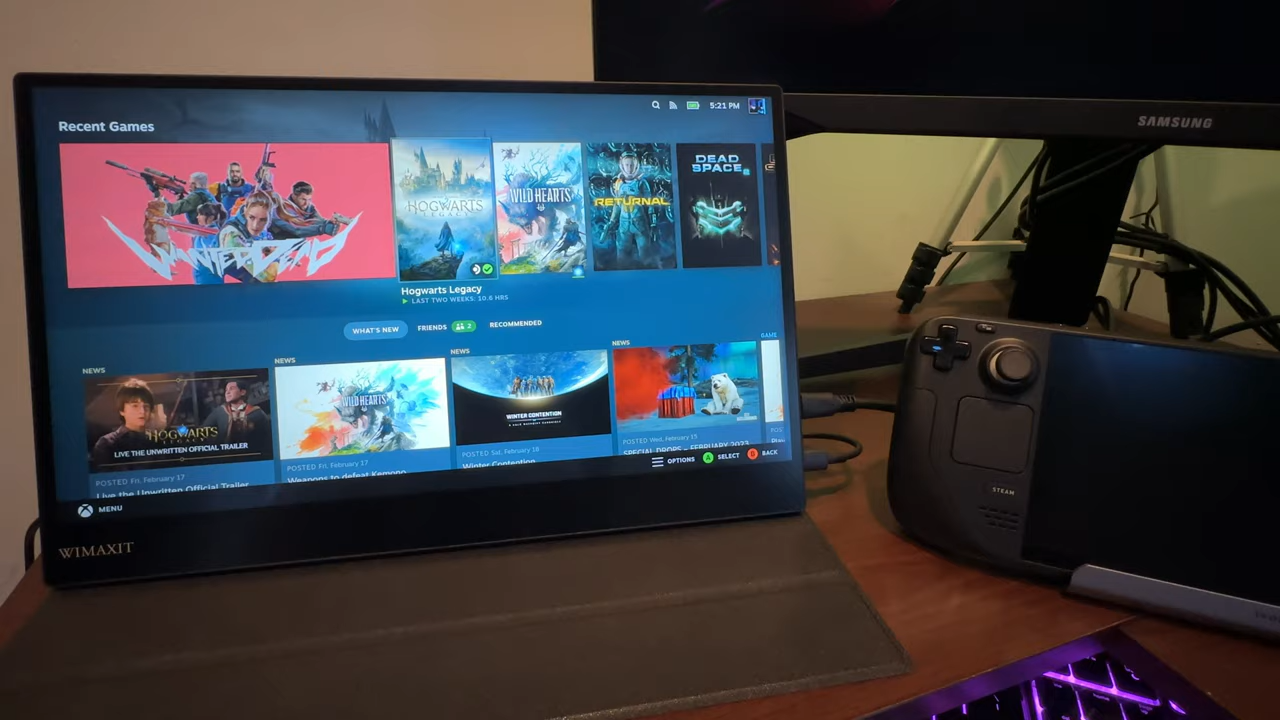 5:21 PM
SAMSUNG
Recent Games
WANTED: DEAD
HOGWARTS
LEGACY
WILD HEARTS
RETURNAL
DEAD
SPACE 2
Hogwarts Legacy
LAST TWO WEEKS: 10.6 HRS
WHAT'S NEW
FRIENDS
2
RECOMMENDED
GAME
NEWS
NEWS
NEWS
NEWS
HOGWARTS
LEGACY
LIVE THE UNWRITTEN OFFICIAL TRAILER
WILD HEARTS
WINTER CONTENTION
POSTED Fri, February 17
Live the Unwritten Official Trailer
POSTED Fri, February 17
Weapons to defeat Kemono
POSTED Sat, February 18
Winter Contention
POSTED Wed, February 15
SPECIAL DROPS - FEBRUARY 2023
POS
OPTIONS
A SELECT
B BACK
MENU
WIMAXIT
STEAM